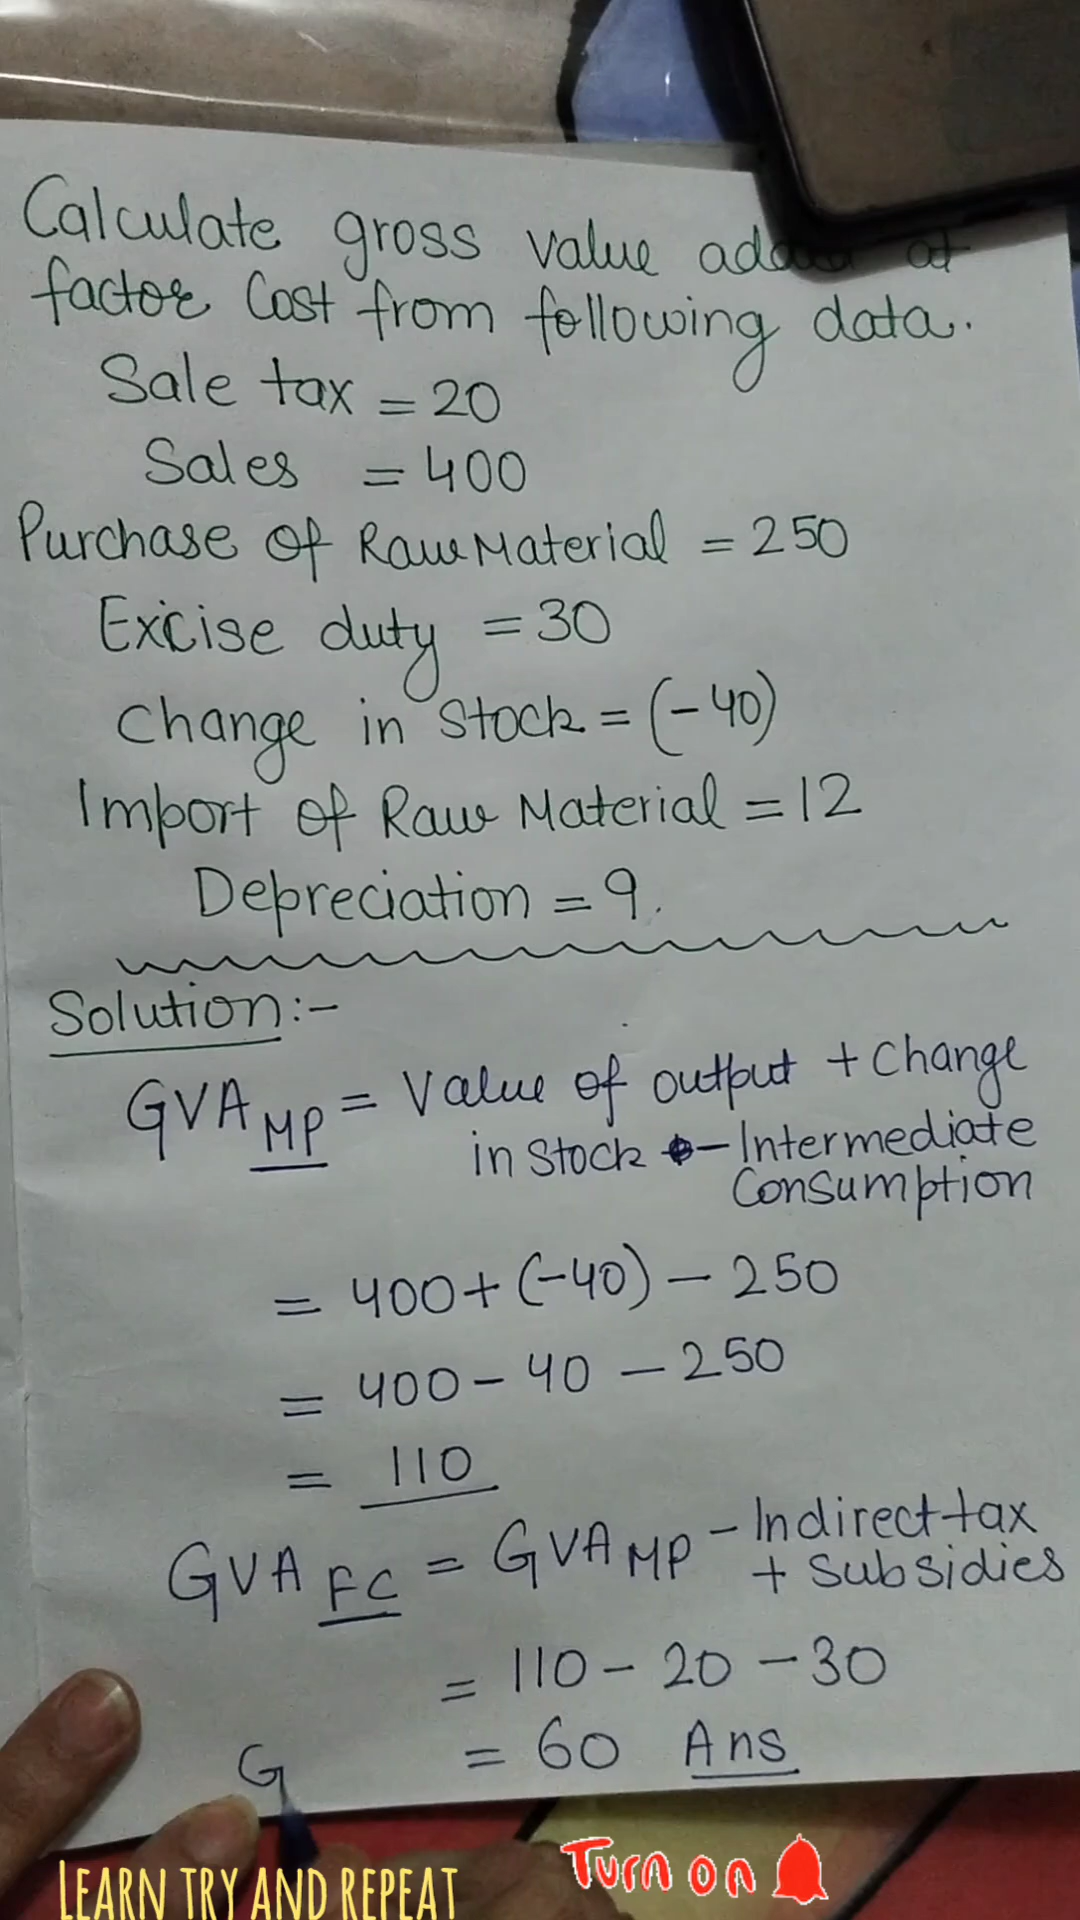 Calculate gross value added at
factor Cost from following data.
Sale tax = 20
Sales = 400
Purchase of Raw Material = 250
Excise duty = 30
Change in Stock = (-40)
Import of Raw Material = 12
Depreciation = 9.
Solution:-
GVA MP = Value of output + Change
in Stock - Intermediate
Consumption
= 400 + (-40) - 250
= 400 - 40 - 250
= 110
GVA FC = GVA MP - Indirect tax
+ Subsidies
= 110 - 20 - 30
= 60 Ans
G
LEARN TRY AND REPEAT
Turn on